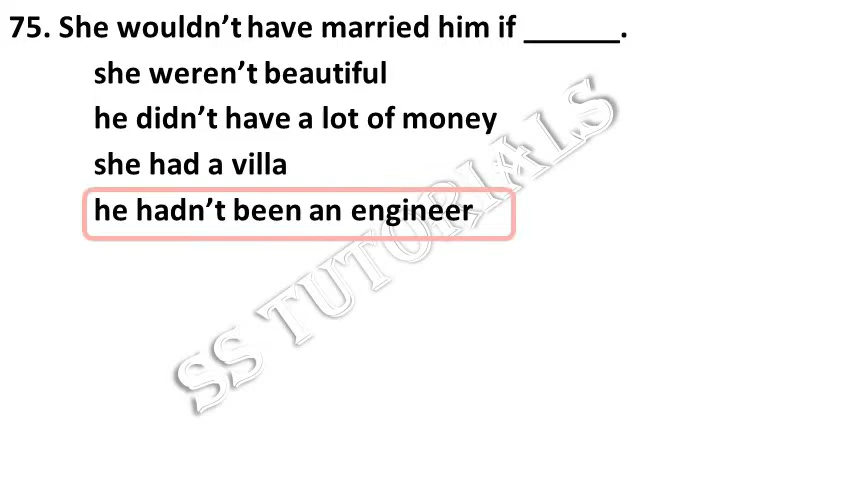 75. She wouldn’t have married him if ______.
she weren’t beautiful
he didn’t have a lot of money
she had a villa
he hadn’t been an engineer
SS TUTORIALS